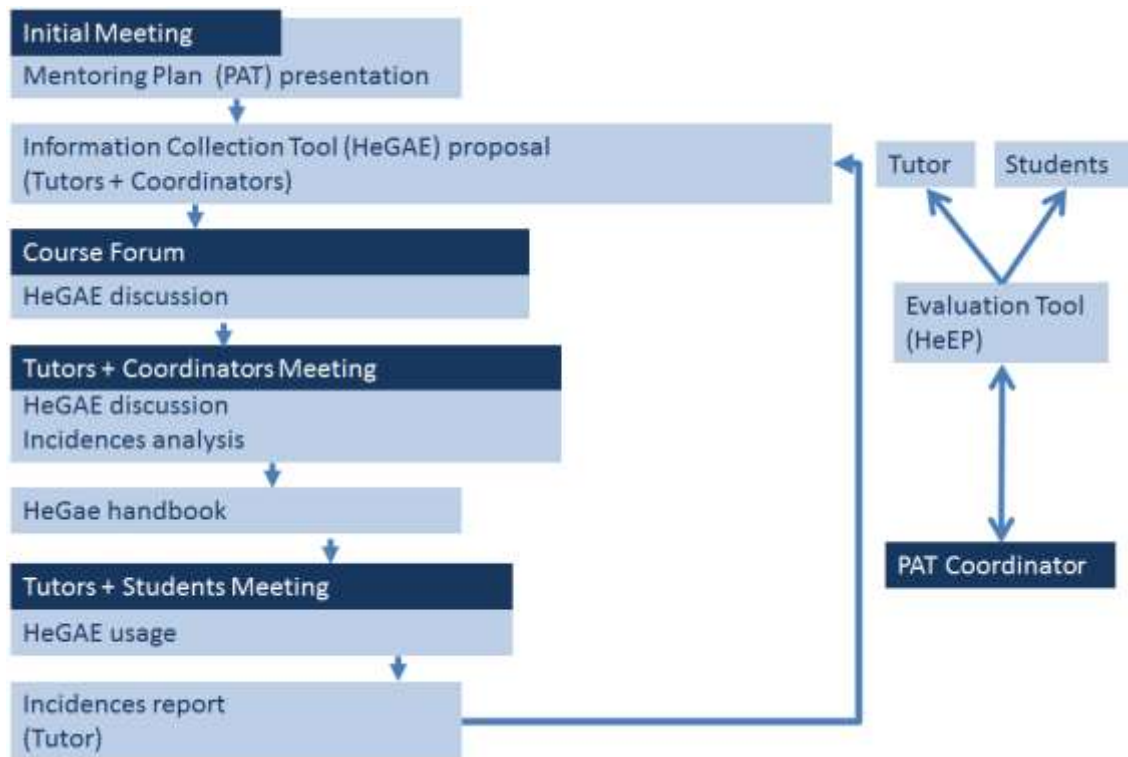 Initial Meeting
Mentoring Plan (PAT) presentation
Information Collection Tool (HeGAE) proposal
(Tutors + Coordinators)
Course Forum
HeGAE discussion
Tutors + Coordinators Meeting
HeGAE discussion
Incidences analysis
HeGae handbook
Tutors + Students Meeting
HeGAE usage
Incidences report
(Tutor)
Tutor
Students
Evaluation Tool
(HeEP)
PAT Coordinator